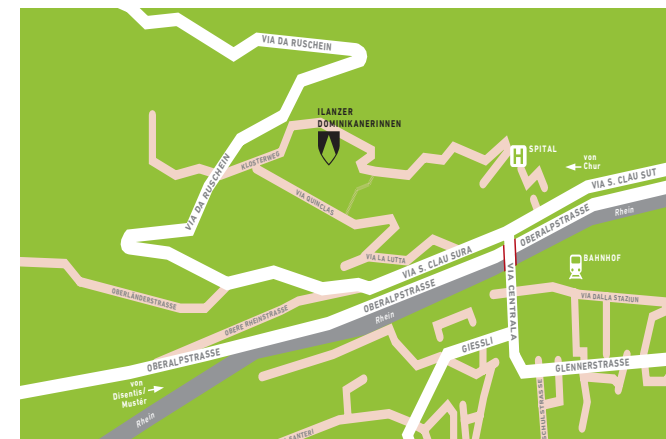 VIA DA RUSCHEIN
ILANZER
DOMINIKANERINNEN
H SPITAL
von
Chur
KLOSTERWEG
VIA DA RUSCHEIN
VIA S. CLAU SUT
VIA QUINCLAS
OBERALPSTRASSE
Rhein
VIA LA LUTTA
VIA S. CLAU SURA
BAHNHOF
VIA CENTRALA
OBERLÄNDERSTRASSE
OBERALPSTRASSE
VIA DALLA STAZIUN
OBERE RHEINSTRASSE
Rhein
GIESSLI
OBERALPSTRASSE
GLENNERSTRASSE
von
Disentis/
Mustér
Rhein
SCHULSTRASSE